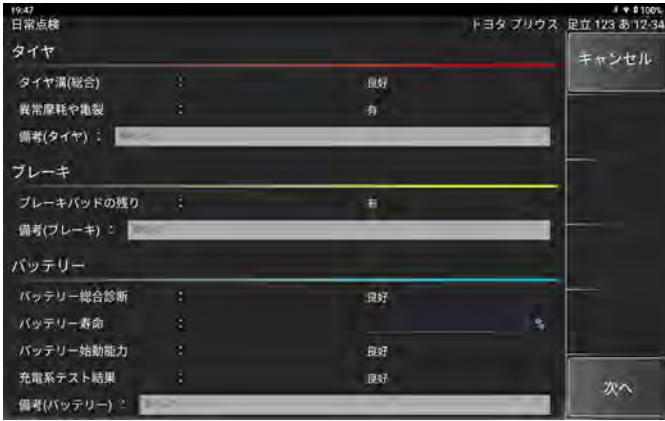 19:47
100%
日常点検
トヨタ プリウス 足立 123 あ 12-34
キャンセル
タイヤ
タイヤ溝(総合) : 良好
異常摩耗や亀裂 : 有
備考(タイヤ) :
ブレーキ
ブレーキパッドの残り : 有
備考(ブレーキ) :
バッテリー
バッテリー総合診断 : 良好
バッテリー寿命 : %
バッテリー始動能力 : 良好
充電系テスト結果 : 良好
備考(バッテリー) :
次へ